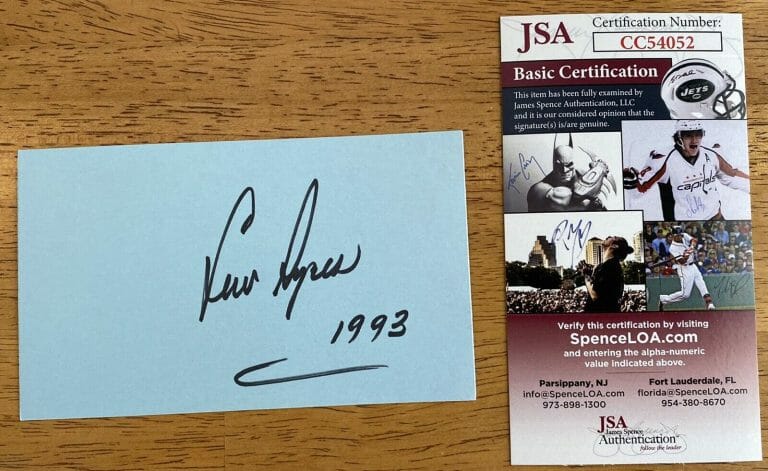 Lew Ayres
1993
JSA
Certification Number:
CC54052
Basic Certification
This item has been fully examined by
James Spence Authentication, LLC
and it is our considered opinion that the
signature(s) is/are genuine.
JETS
capitals
A
Verify this certification by visiting
SpenceLOA.com
and entering the alpha-numeric
value indicated above.
Parsippany, NJ
info@SpenceLOA.com
973-898-1300
Fort Lauderdale, FL
florida@SpenceLOA.com
954-380-8670
JSA
James Spence
Authentication
follow the leader